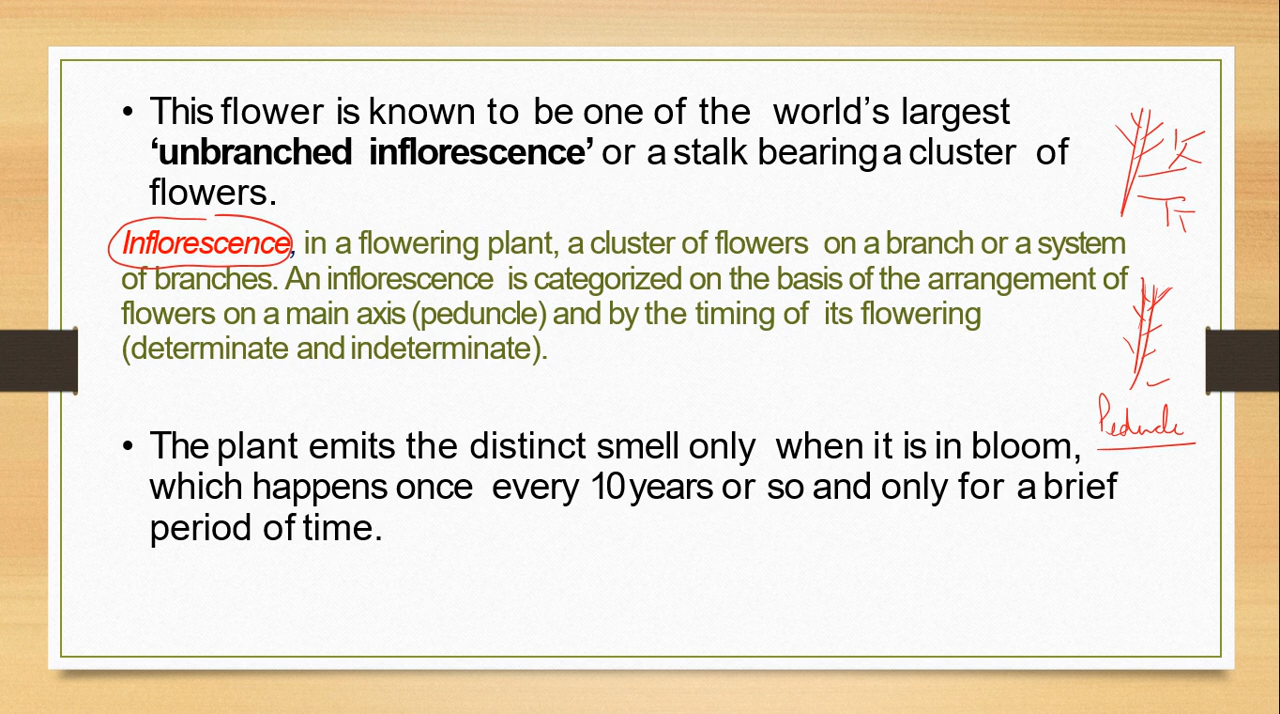 • This flower is known to be one of the world’s largest
‘unbranched inflorescence’ or a stalk bearing a cluster of
flowers.
Inflorescence, in a flowering plant, a cluster of flowers on a branch or a system
of branches. An inflorescence is categorized on the basis of the arrangement of
flowers on a main axis (peduncle) and by the timing of its flowering
(determinate and indeterminate).
Peduncle
• The plant emits the distinct smell only when it is in bloom,
which happens once every 10 years or so and only for a brief
period of time.